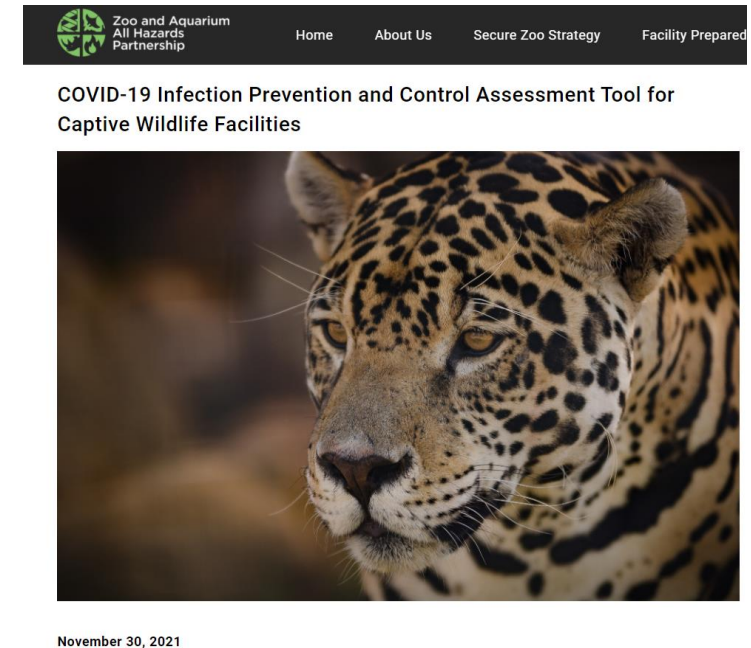 Zoo and Aquarium
All Hazards
Partnership
Home About Us Secure Zoo Strategy Facility Prepared
COVID-19 Infection Prevention and Control Assessment Tool for
Captive Wildlife Facilities
November 30, 2021